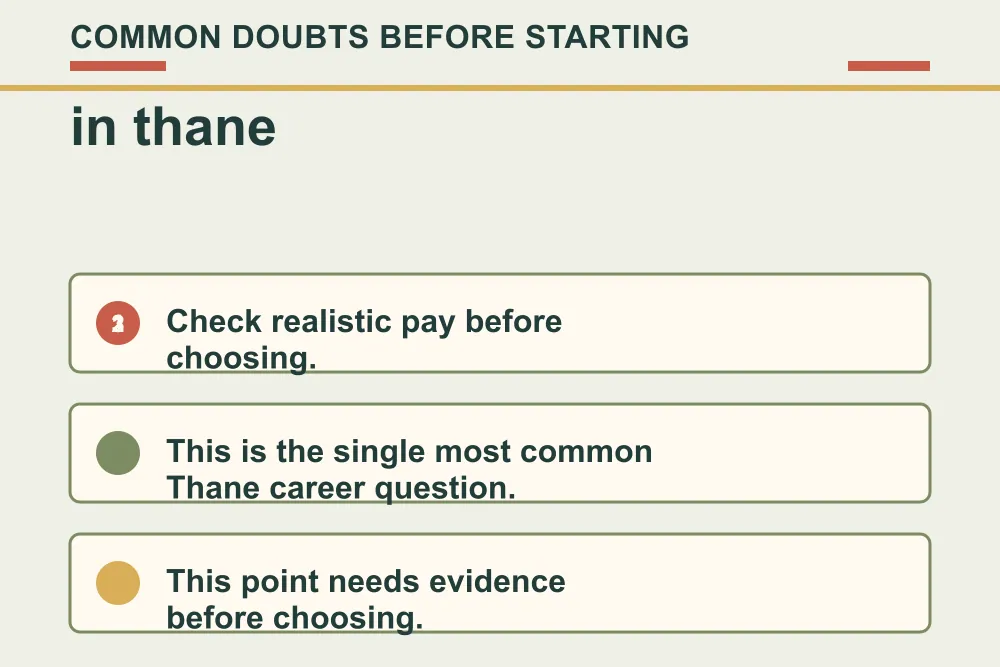 COMMON DOUBTS BEFORE STARTING
in thane
Check realistic pay before
choosing.
This is the single most common
Thane career question.
This point needs evidence
before choosing.